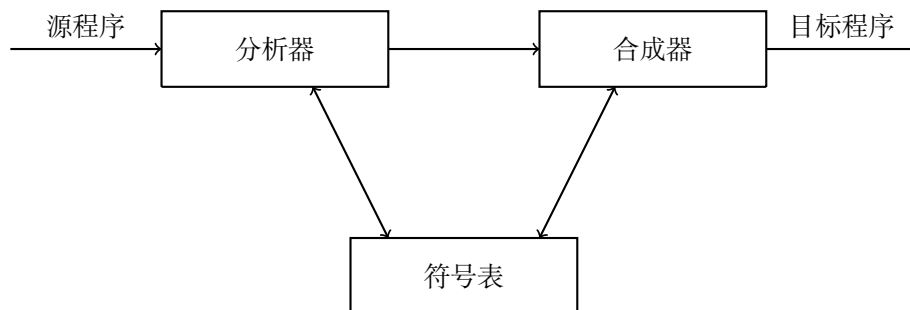 源程序
分析器
合成器
目标程序
符号表